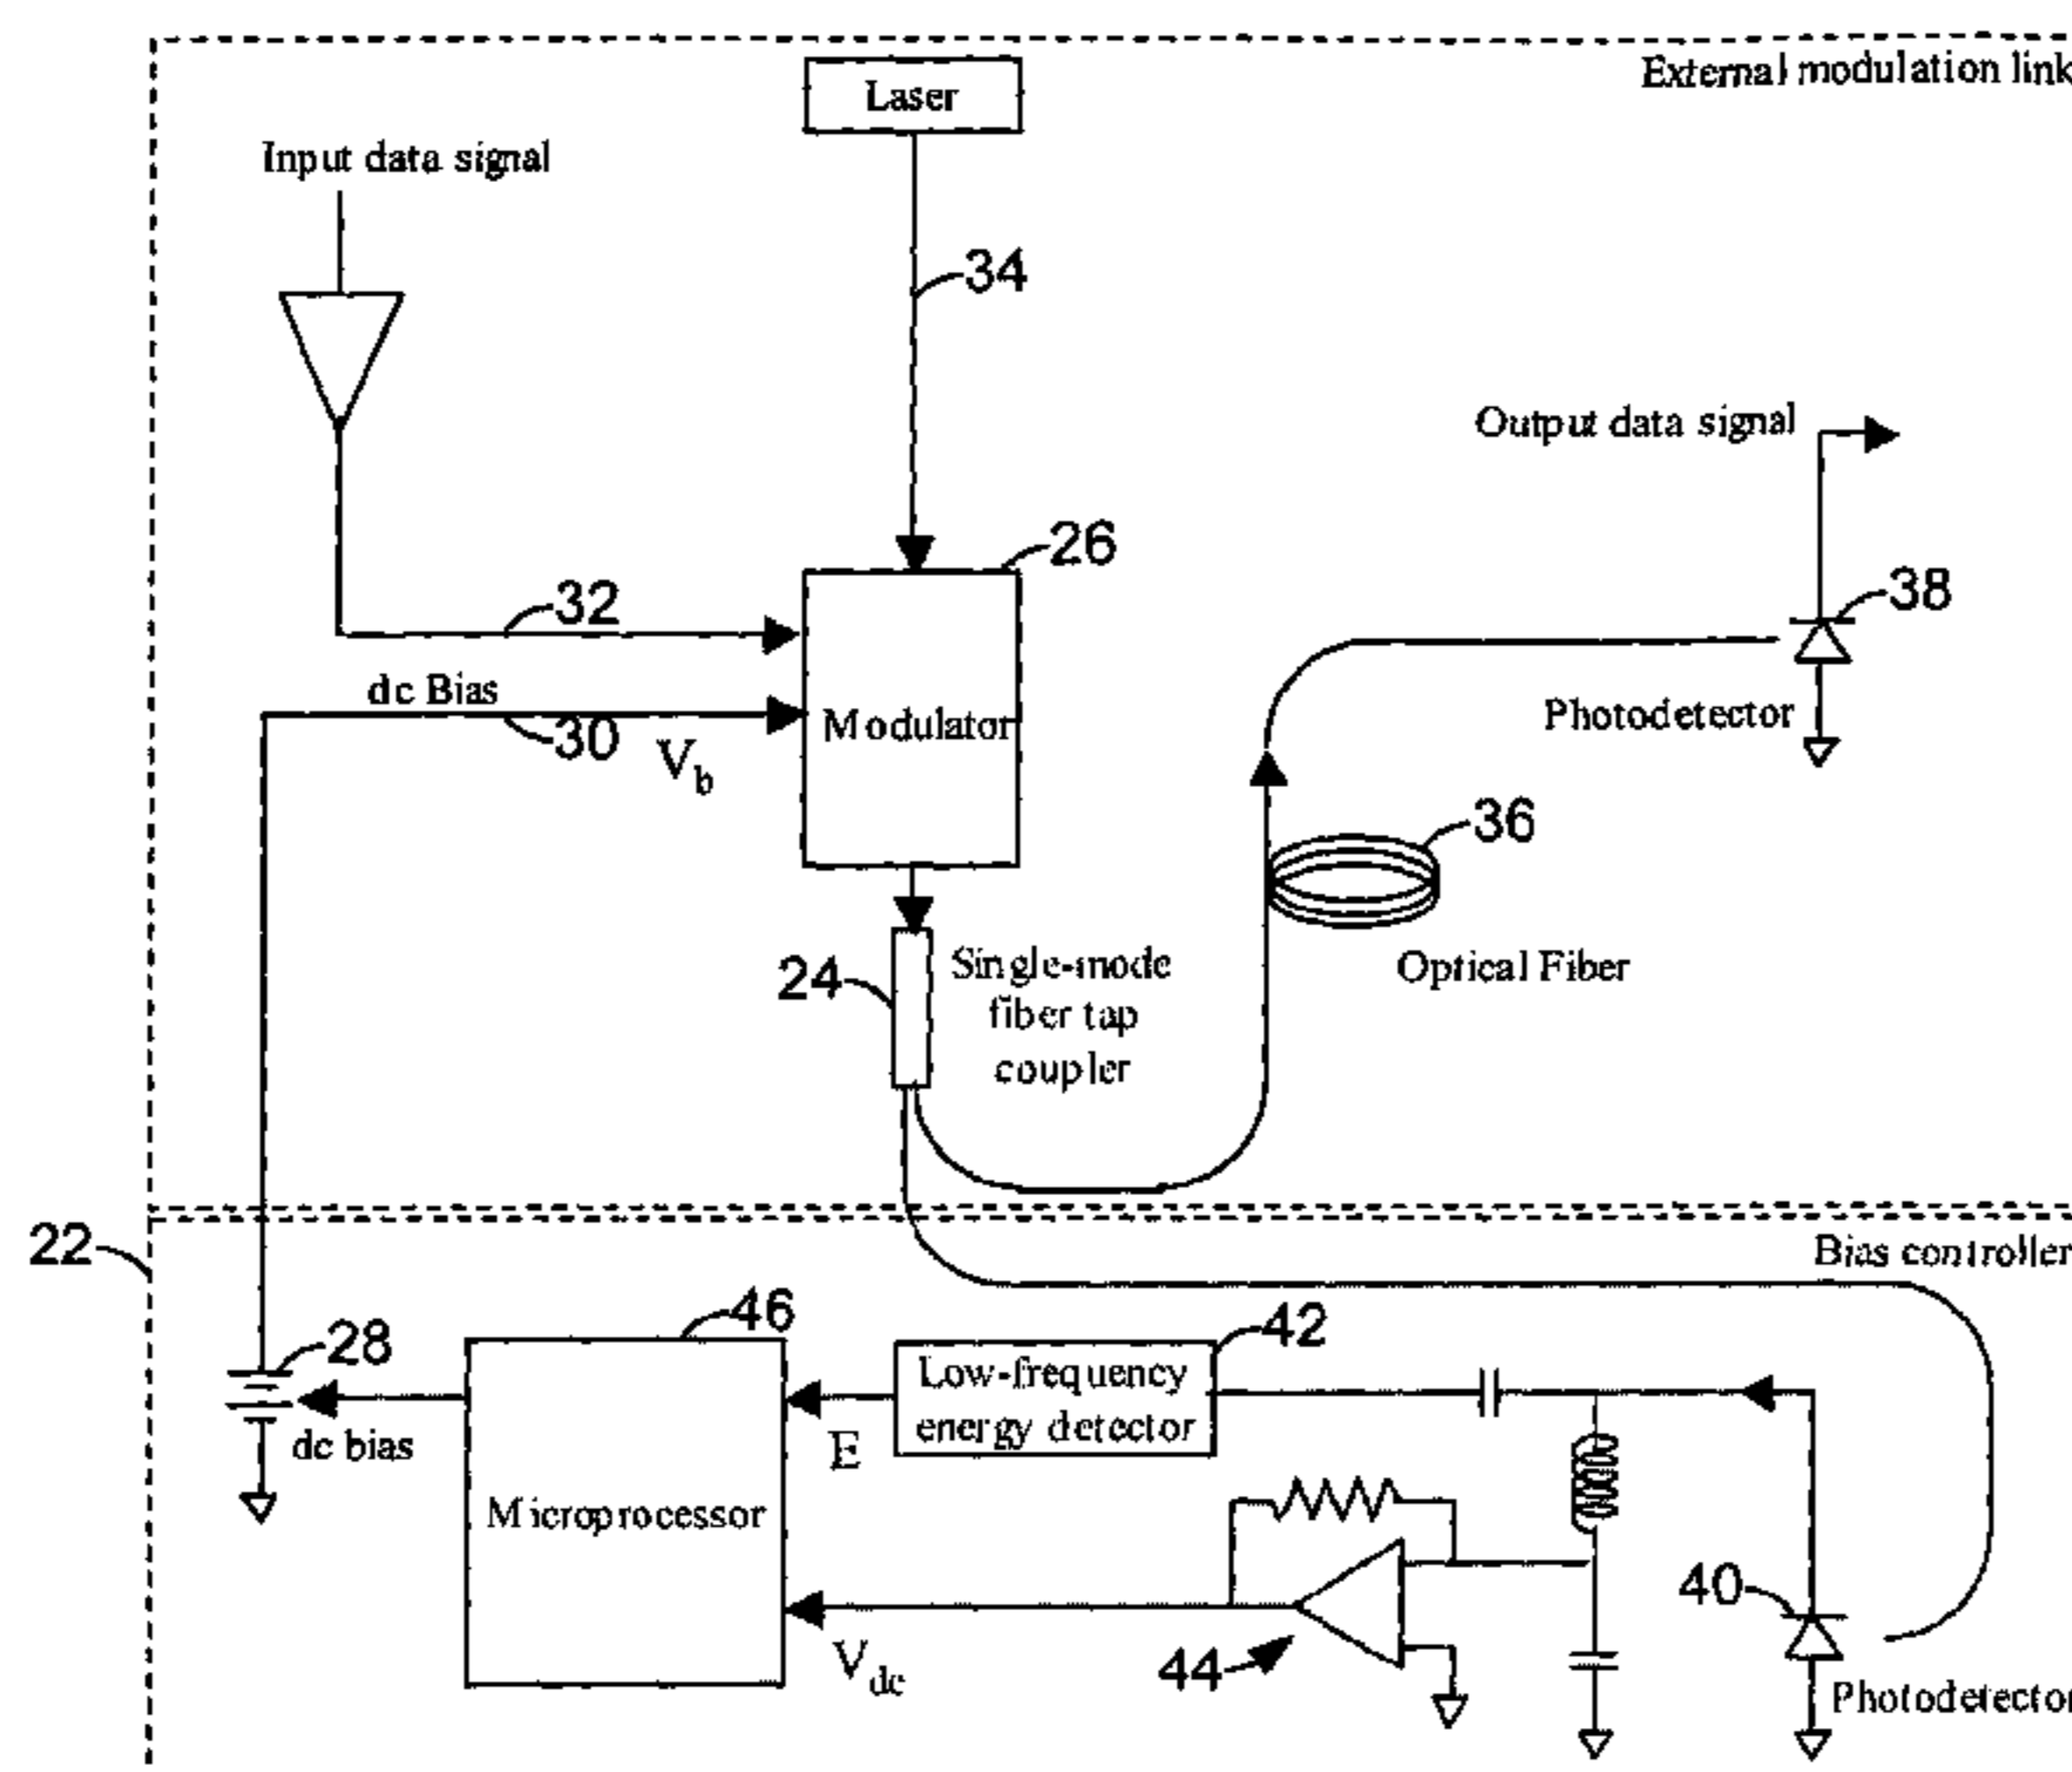 External modulation link
Laser
Input data signal
34
Output data signal
26
38
32
dc Bias
30
V_b
Modulator
Photodetector
36
24
Single-mode
fiber tap
coupler
Optical Fiber
22
Bias controller
46
42
28
Low-frequency
energy detector
dc bias
E
Microprocessor
40
44
V_dc
Photodetector